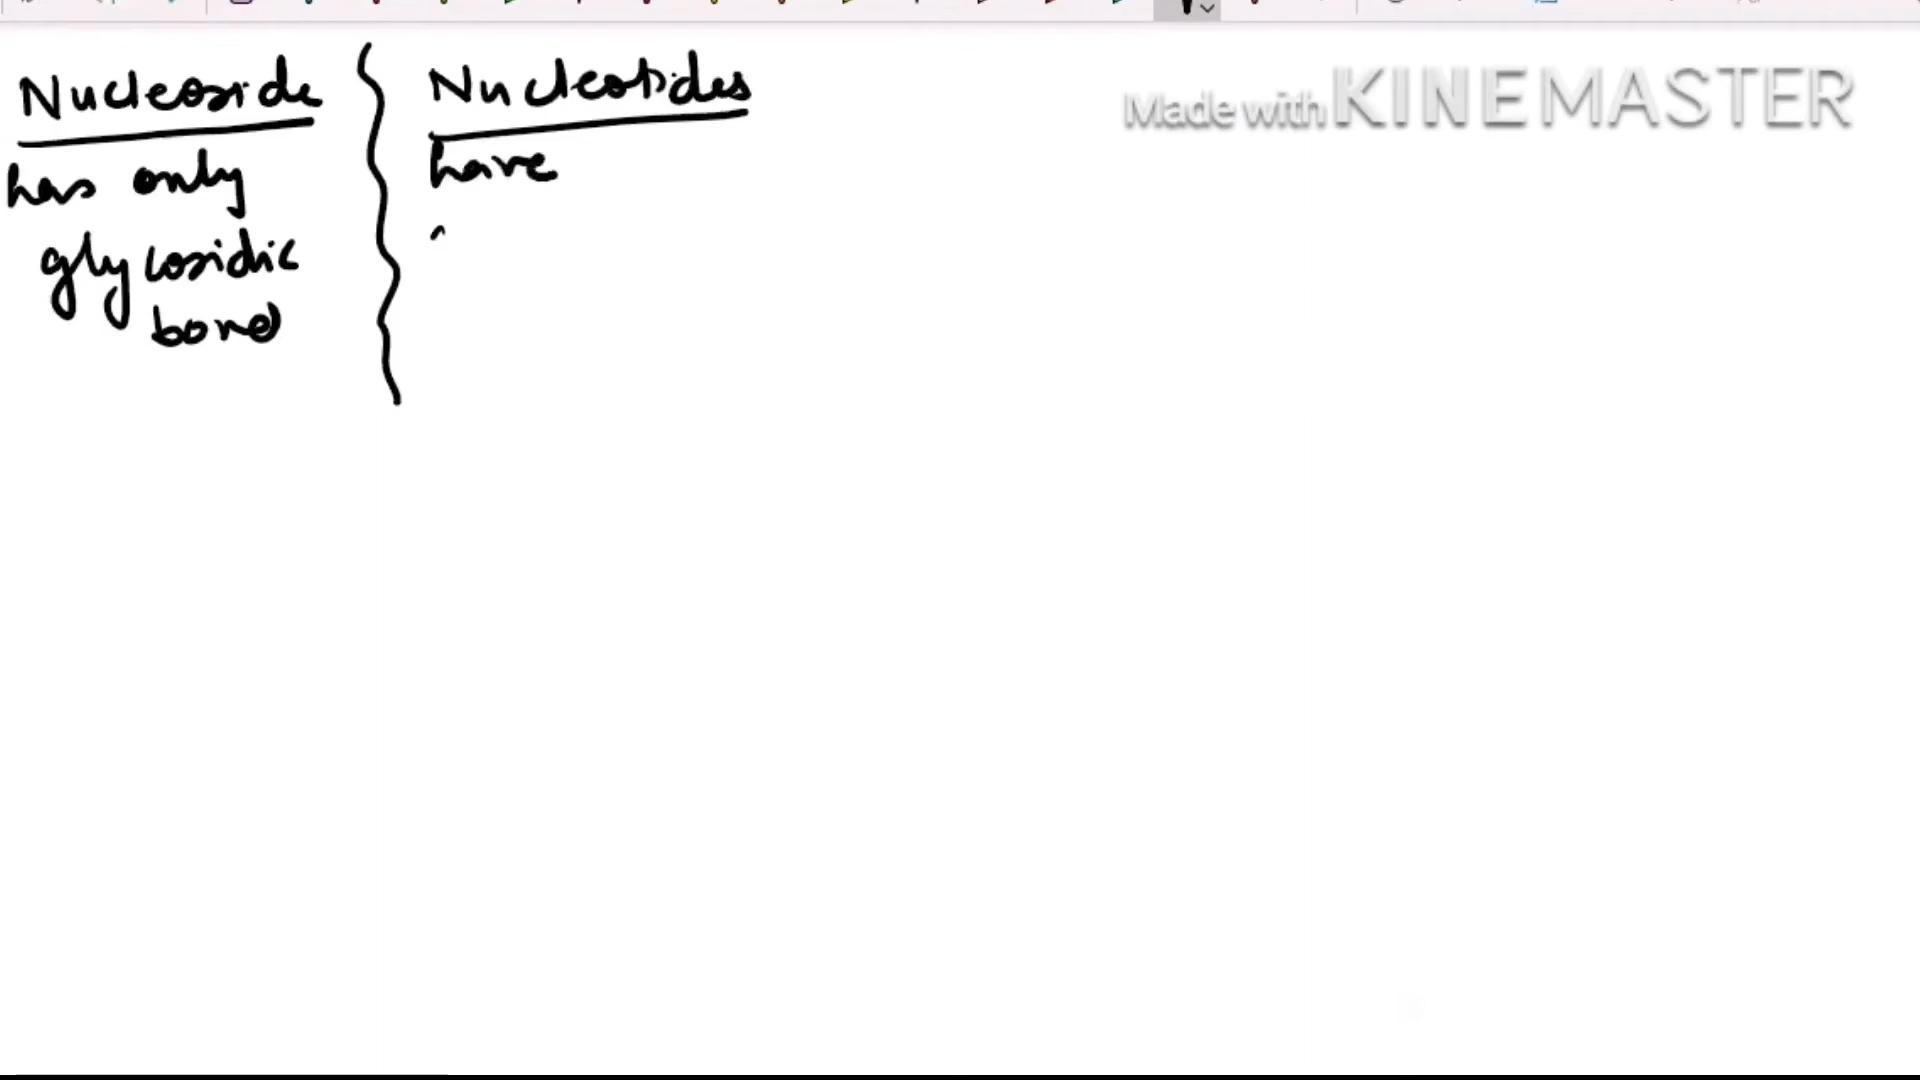 Nucleoside
has only
glycosidic
bond
Nucleotides
have
Made with KINEMASTER